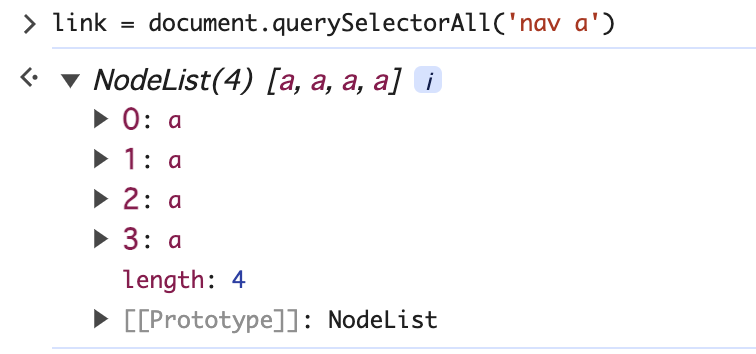 > link = document.querySelectorAll('nav a')
NodeList(4) [a, a, a, a] i
0: a
1: a
2: a
3: a
length: 4
[[Prototype]]: NodeList